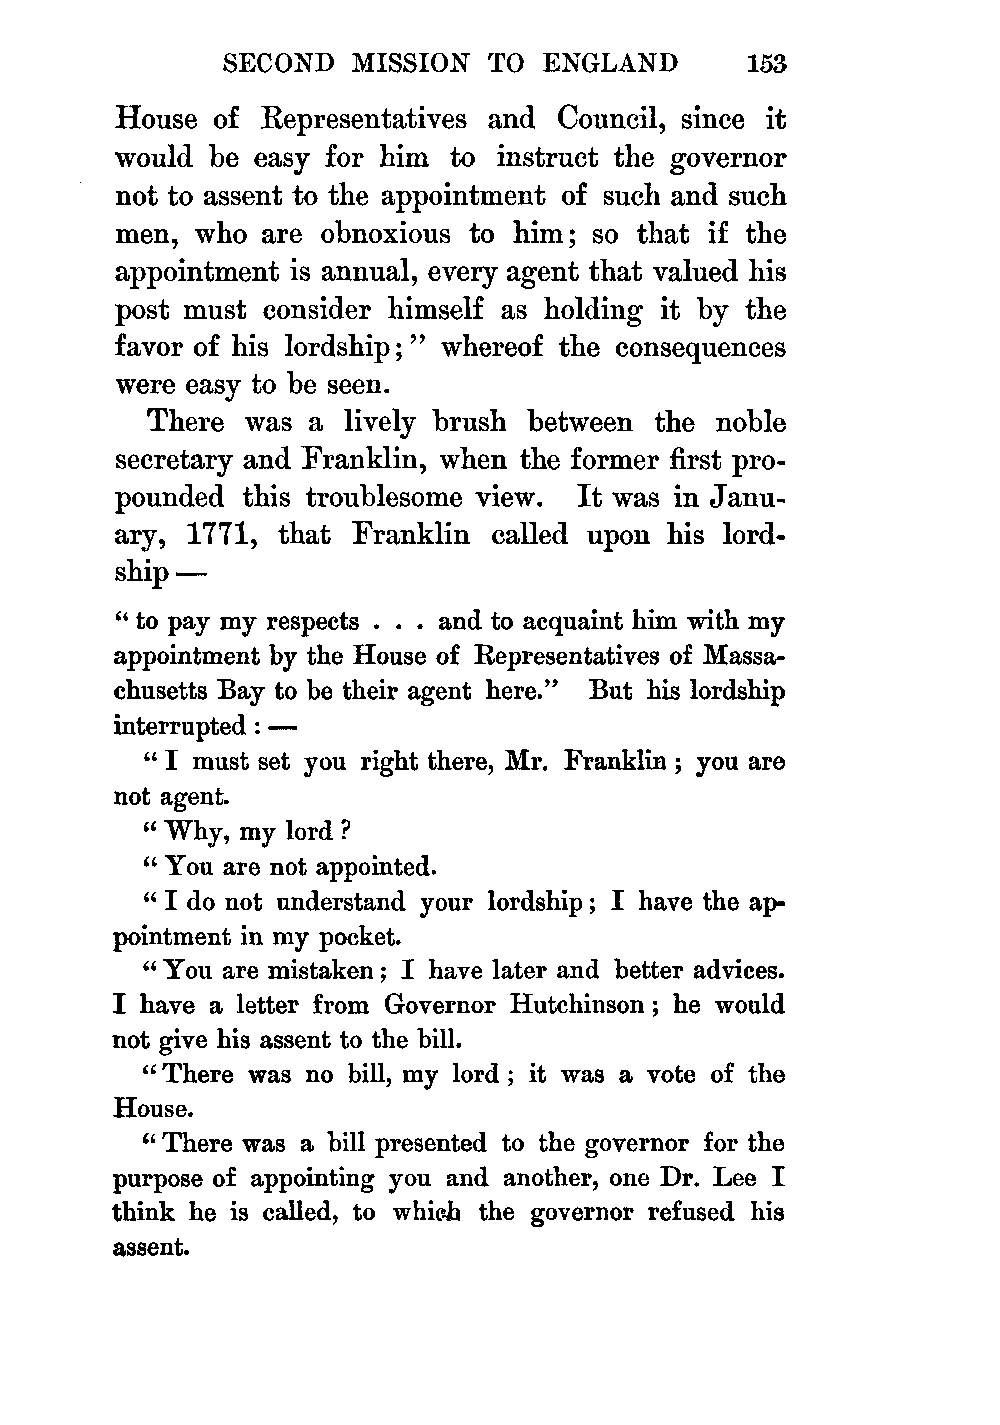 SECOND MISSION TO ENGLAND 153
House of Representatives and Council, since it
would be easy for him to instruct the governor
not to assent to the appointment of such and such
men, who are obnoxious to him; so that if the
appointment is annual, every agent that valued his
post must consider himself as holding it by the
favor of his lordship;" whereof the consequences
were easy to be seen.
There was a lively brush between the noble
secretary and Franklin, when the former first pro-
pounded this troublesome view. It was in Janu-
ary, 1771, that Franklin called upon his lord-
ship —
"to pay my respects . . . and to acquaint him with my
appointment by the House of Representatives of Massa-
chusetts Bay to be their agent here." But his lordship
interrupted : —
"I must set you right there, Mr. Franklin ; you are
not agent.
"Why, my lord ?
"You are not appointed.
"I do not understand your lordship ; I have the ap-
pointment in my pocket.
"You are mistaken ; I have later and better advices.
I have a letter from Governor Hutchinson ; he would
not give his assent to the bill.
"There was no bill, my lord ; it was a vote of the
House.
"There was a bill presented to the governor for the
purpose of appointing you and another, one Dr. Lee I
think he is called, to which the governor refused his
assent.